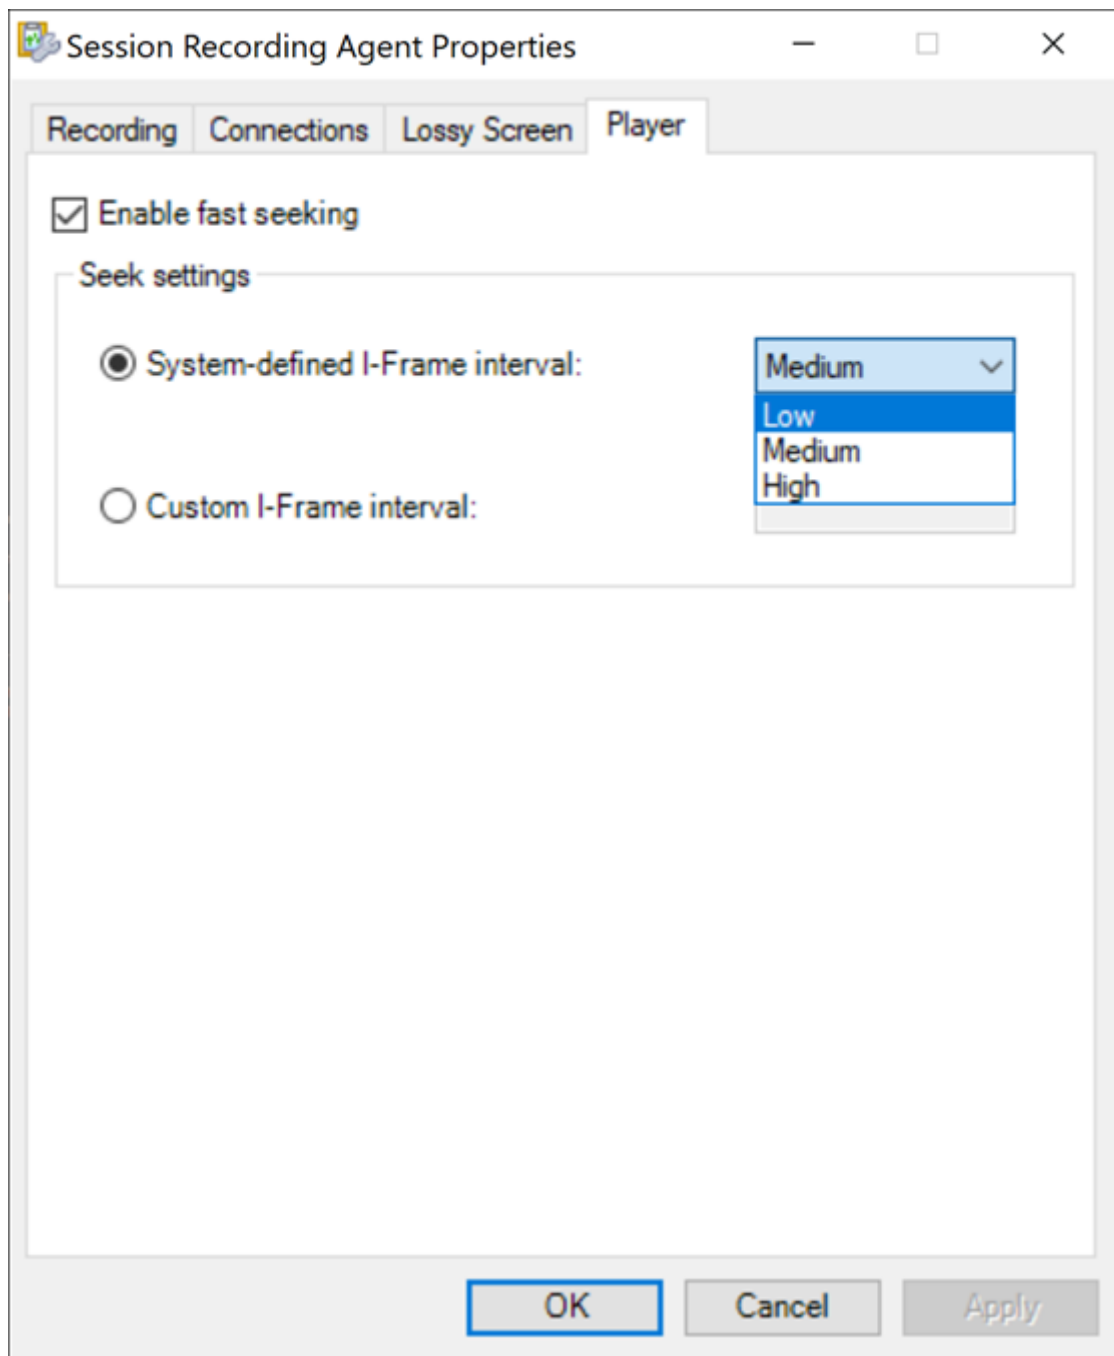 Session Recording Agent Properties
Recording Connections Lossy Screen Player
Enable fast seeking
Seek settings
System-defined I-Frame interval: Medium
Low
Medium
High
Custom I-Frame interval:
OK Cancel Apply